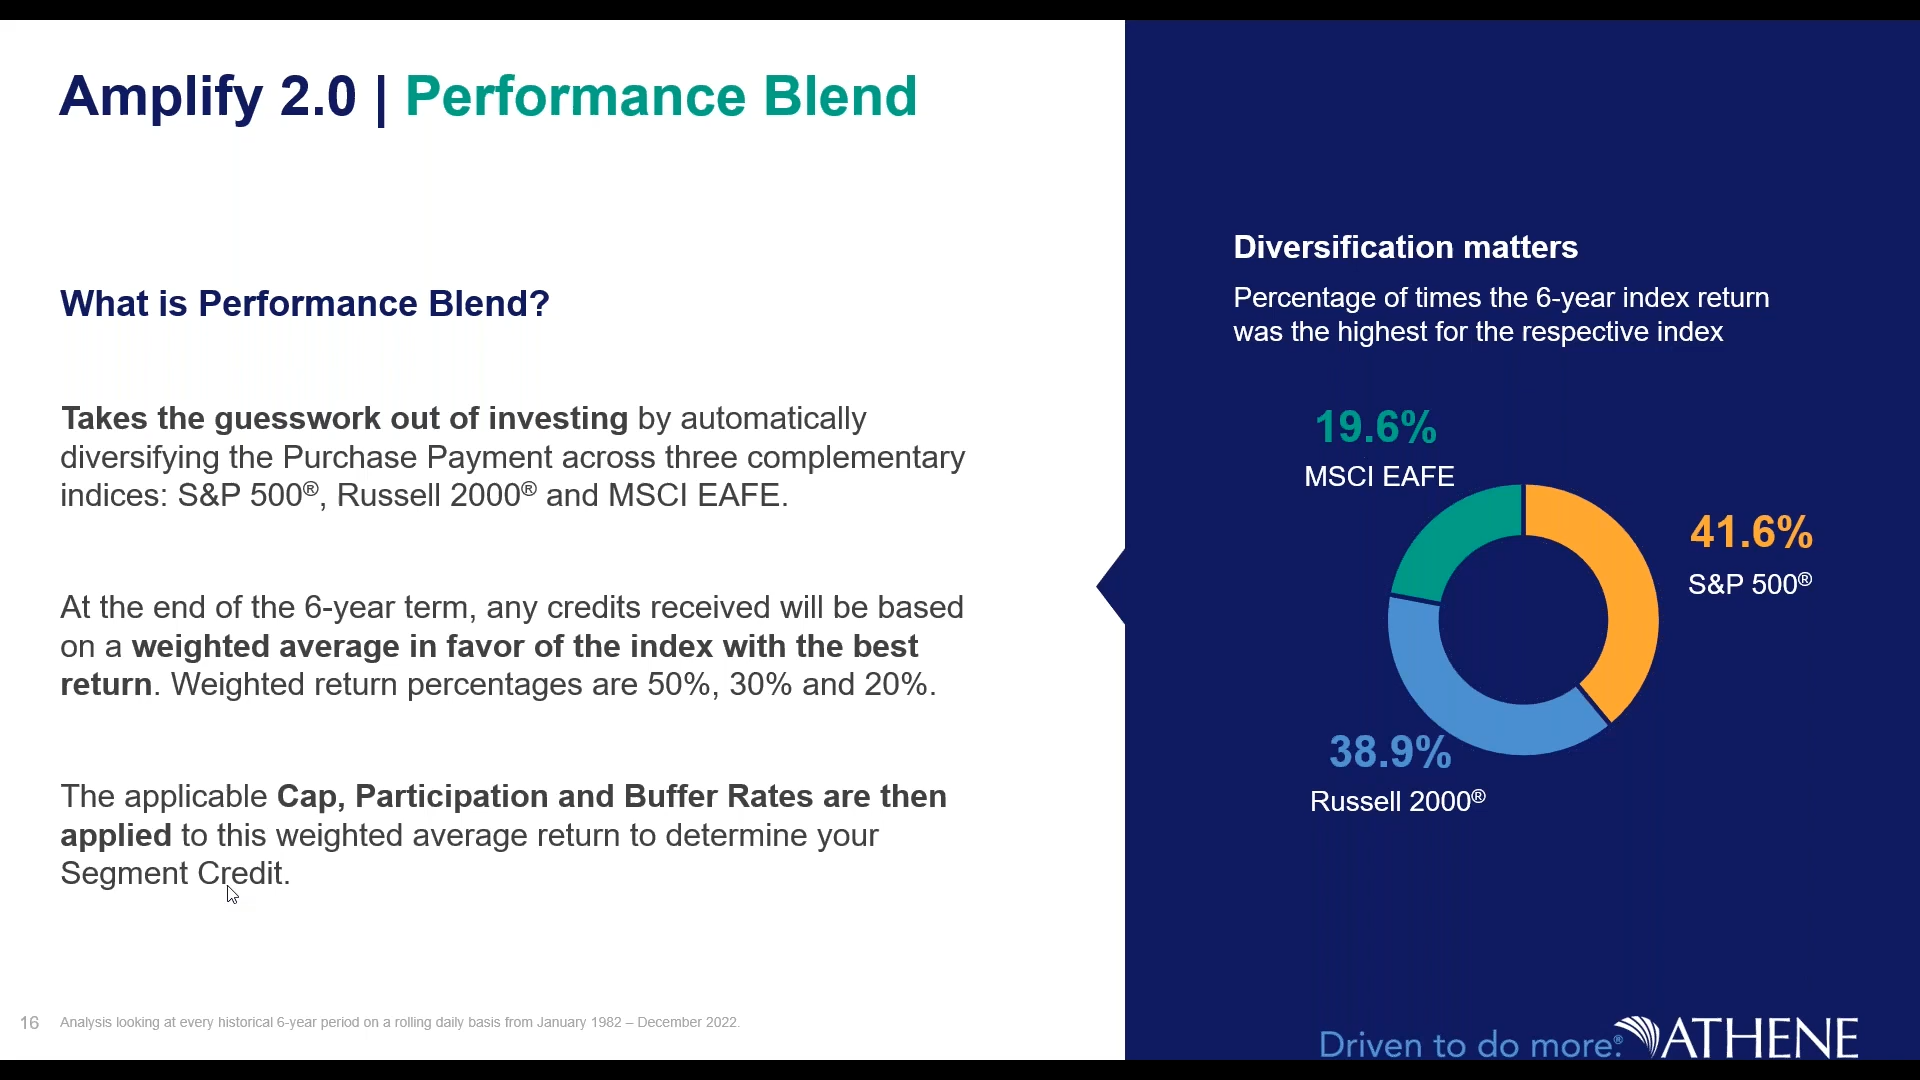 Amplify 2.0 | Performance Blend
What is Performance Blend?
Takes the guesswork out of investing by automatically
diversifying the Purchase Payment across three complementary
indices: S&P 500®, Russell 2000® and MSCI EAFE.
At the end of the 6-year term, any credits received will be based
on a weighted average in favor of the index with the best
return. Weighted return percentages are 50%, 30% and 20%.
The applicable Cap, Participation and Buffer Rates are then
applied to this weighted average return to determine your
Segment Credit.
16 Analysis looking at every historical 6-year period on a rolling daily basis from January 1982 – December 2022.
Diversification matters
Percentage of times the 6-year index return
was the highest for the respective index
19.6%
MSCI EAFE
41.6%
S&P 500®
38.9%
Russell 2000®
Driven to do more.® ATHENE